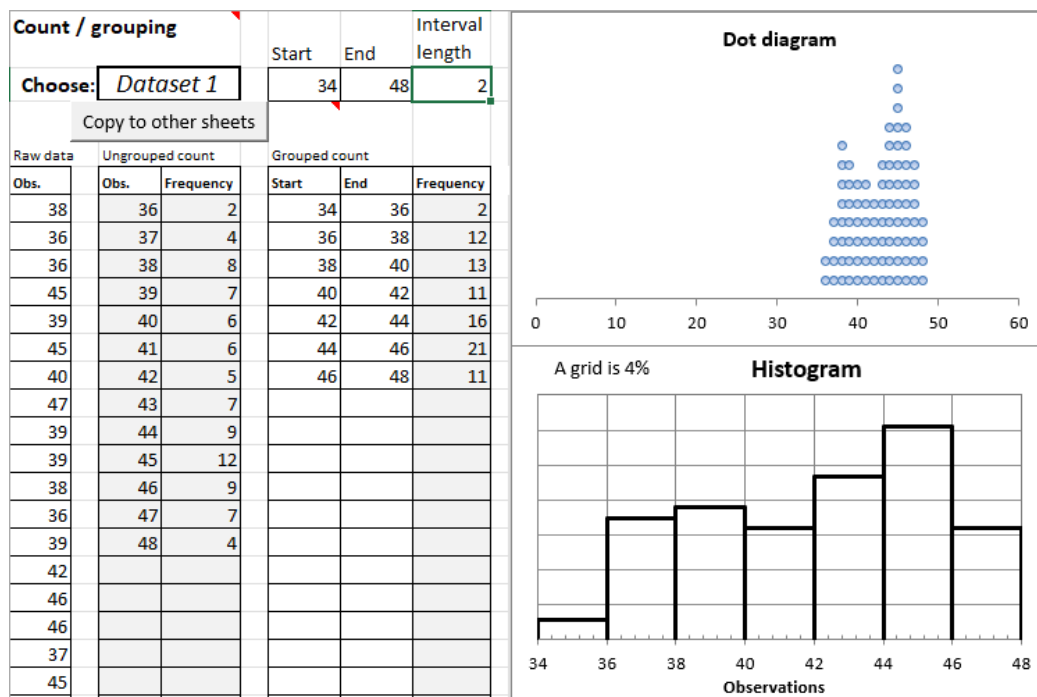 Count / grouping
Start End Interval length
Choose: Dataset 1 34 48 2
Copy to other sheets
Raw data Ungrouped count Grouped count
Obs. Obs. Frequency Start End Frequency
38 36 2 34 36 2
36 37 4 36 38 12
36 38 8 38 40 13
45 39 7 40 42 11
39 40 6 42 44 16
45 41 6 44 46 21
40 42 5 46 48 11
47 43 7
39 44 9
39 45 12
38 46 9
36 47 7
39 48 4
42
46
46
37
45
Dot diagram
0 10 20 30 40 50 60
A grid is 4% Histogram
34 36 38 40 42 44 46 48
Observations